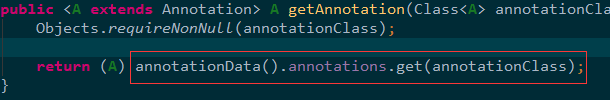 public <A extends Annotation> A getAnnotation(Class<A> annotationCla
Objects.requireNonNull(annotationClass);
return (A) annotationData().annotations.get(annotationClass);
}